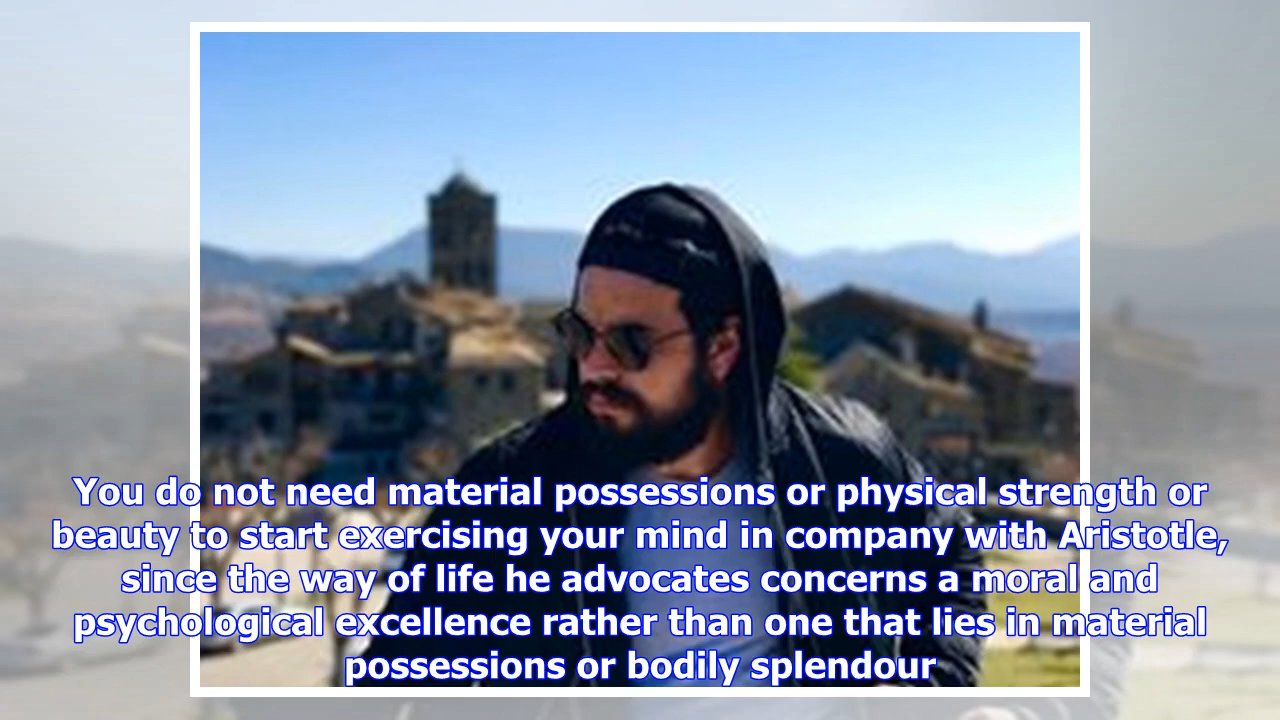 You do not need material possessions or physical strength or
beauty to start exercising your mind in company with Aristotle,
since the way of life he advocates concerns a moral and
psychological excellence rather than one that lies in material
possessions or bodily splendour